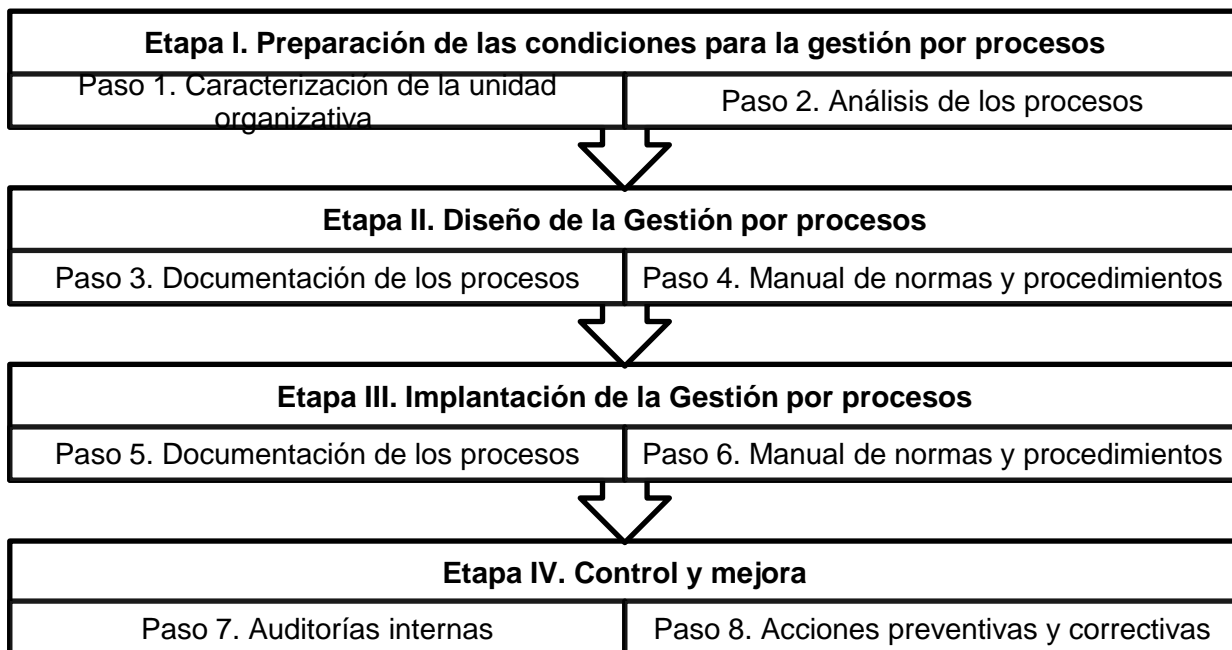 Etapa I. Preparación de las condiciones para la gestión por procesos
Paso 1. Caracterización de la unidad
organizativa
Paso 2. Análisis de los procesos
Etapa II. Diseño de la Gestión por procesos
Paso 3. Documentación de los procesos
Paso 4. Manual de normas y procedimientos
Etapa III. Implantación de la Gestión por procesos
Paso 5. Documentación de los procesos
Paso 6. Manual de normas y procedimientos
Etapa IV. Control y mejora
Paso 7. Auditorías internas
Paso 8. Acciones preventivas y correctivas